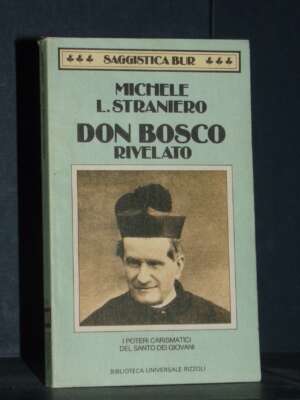 SAGGISTICA BUR
MICHELE
L. STRANIERO
DON BOSCO
RIVELATO
I POTERI CARISMATICI
DEL SANTO DEI GIOVANI
BIBLIOTECA UNIVERSALE RIZZOLI